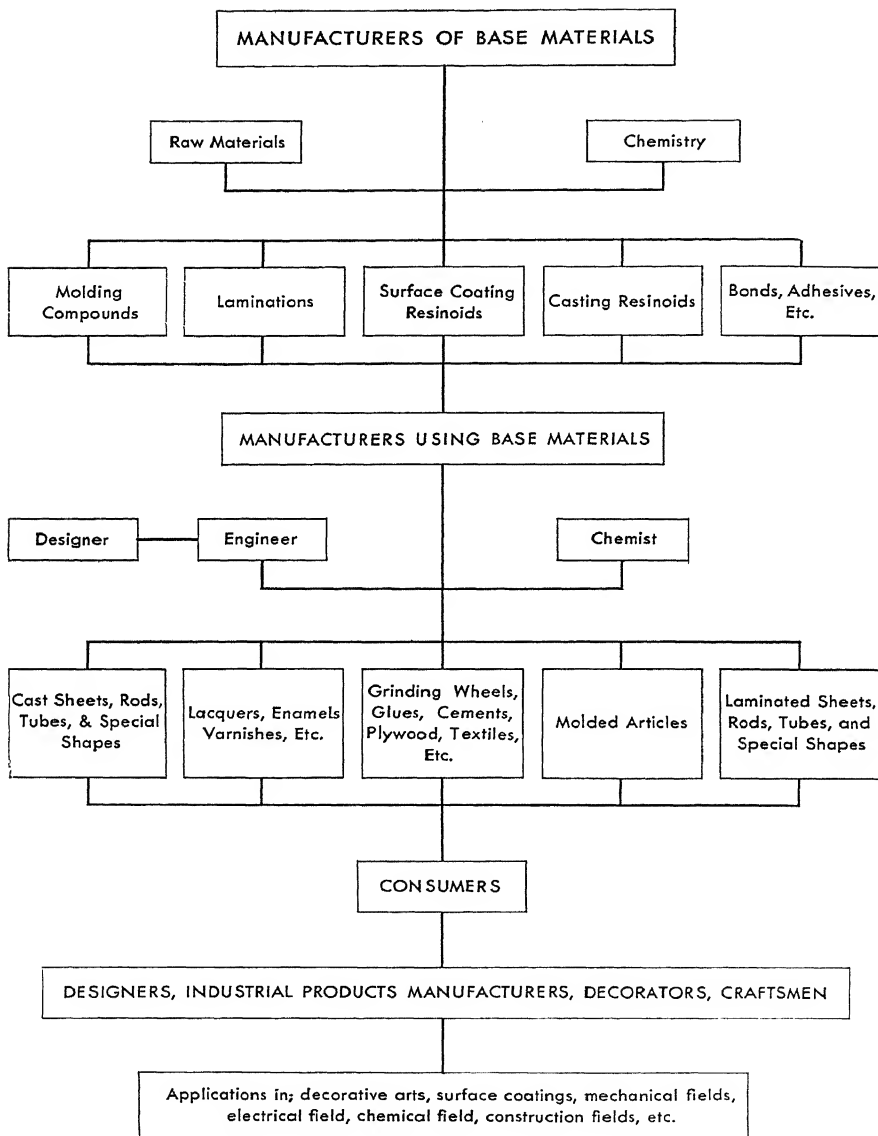 MANUFACTURERS OF BASE MATERIALS
Raw Materials
Chemistry
Molding
Compounds
Laminations
Surface Coating
Resinoids
Casting Resinoids
Bonds, Adhesives,
Etc.
MANUFACTURERS USING BASE MATERIALS
Designer
Engineer
Chemist
Cast Sheets, Rods,
Tubes, & Special
Shapes
Lacquers, Enamels
Varnishes, Etc.
Grinding Wheels,
Glues, Cements,
Plywood, Textiles,
Etc.
Molded Articles
Laminated Sheets,
Rods, Tubes, and
Special Shapes
CONSUMERS
DESIGNERS, INDUSTRIAL PRODUCTS MANUFACTURERS, DECORATORS, CRAFTSMEN
Applications in; decorative arts, surface coatings, mechanical fields,
electrical field, chemical field, construction fields, etc.